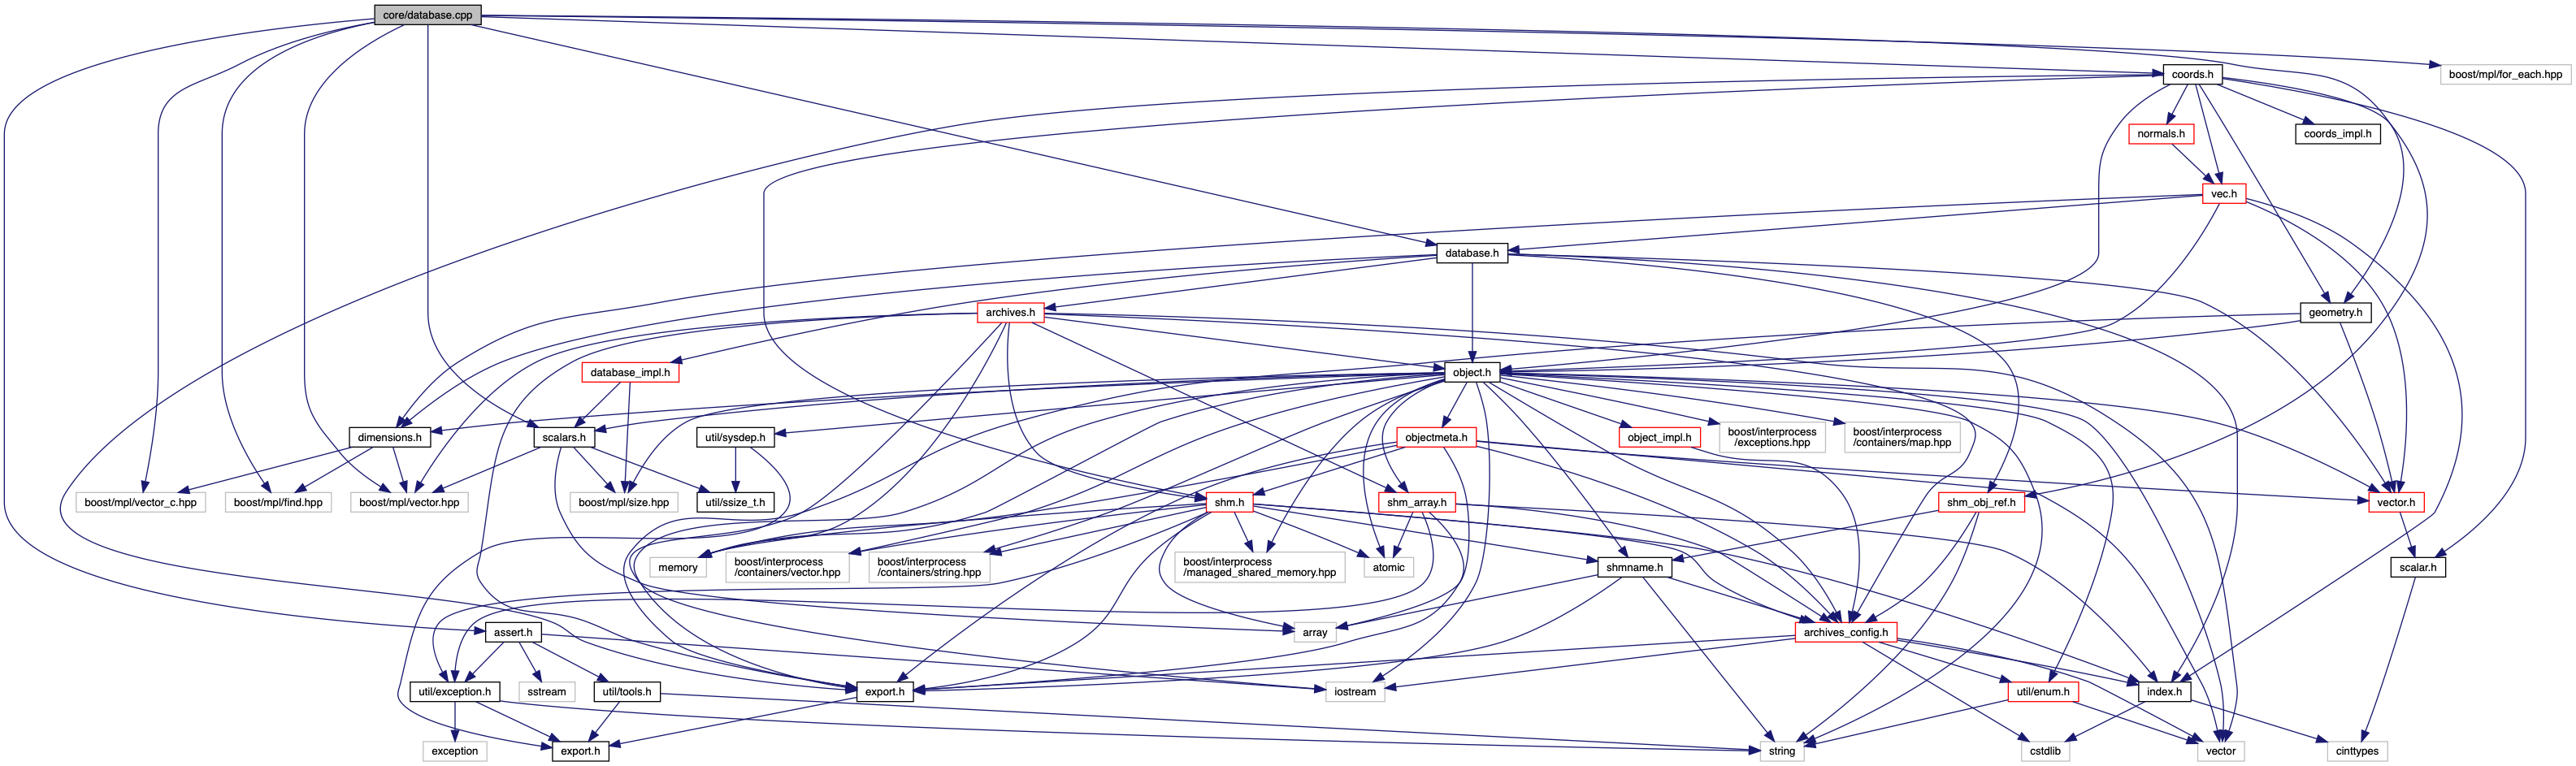 core/database.cpp
coords.h
boost/mpl/for_each.hpp
normals.h
coords_impl.h
vec.h
database.h
archives.h
geometry.h
database_impl.h
object.h
dimensions.h
scalars.h
util/sysdep.h
objectmeta.h
object_impl.h
boost/interprocess
/exceptions.hpp
boost/interprocess
/containers/map.hpp
boost/mpl/vector_c.hpp
boost/mpl/find.hpp
boost/mpl/vector.hpp
boost/mpl/size.hpp
util/ssize_t.h
shm.h
shm_array.h
shm_obj_ref.h
vector.h
memory
boost/interprocess
/containers/vector.hpp
boost/interprocess
/containers/string.hpp
boost/interprocess
/managed_shared_memory.hpp
atomic
shmname.h
scalar.h
assert.h
array
archives_config.h
util/exception.h
sstream
util/tools.h
iostream
export.h
util/enum.h
index.h
exception
export.h
string
cstdlib
vector
cinttypes